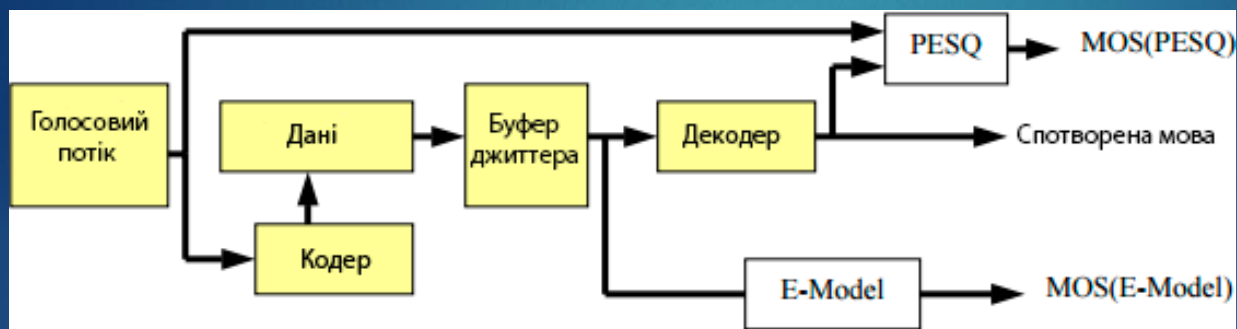 PESQ
MOS(PESQ)
Голосовий
потік
Дані
Буфер
джиттера
Декодер
Спотворена мова
Кодер
E-Model
MOS(E-Model)